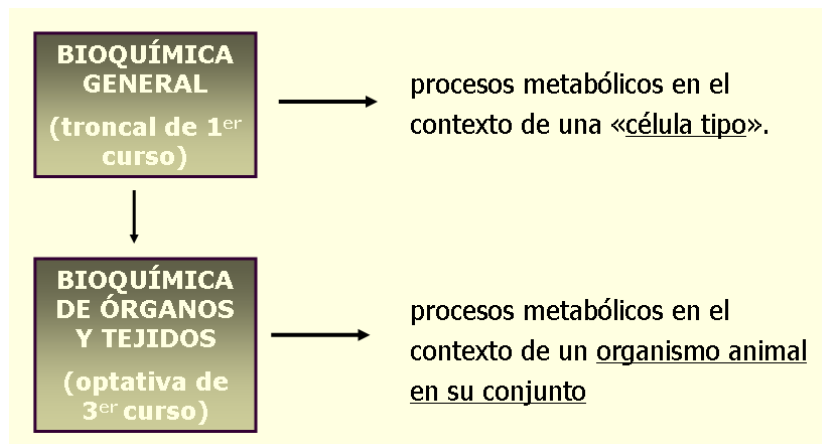 BIOQUÍMICA
GENERAL
(troncal de 1er
curso)
procesos metabólicos en el
contexto de una «célula tipo».
BIOQUÍMICA
DE ÓRGANOS
Y TEJIDOS
(optativa de
3er curso)
procesos metabólicos en el
contexto de un organismo animal
en su conjunto